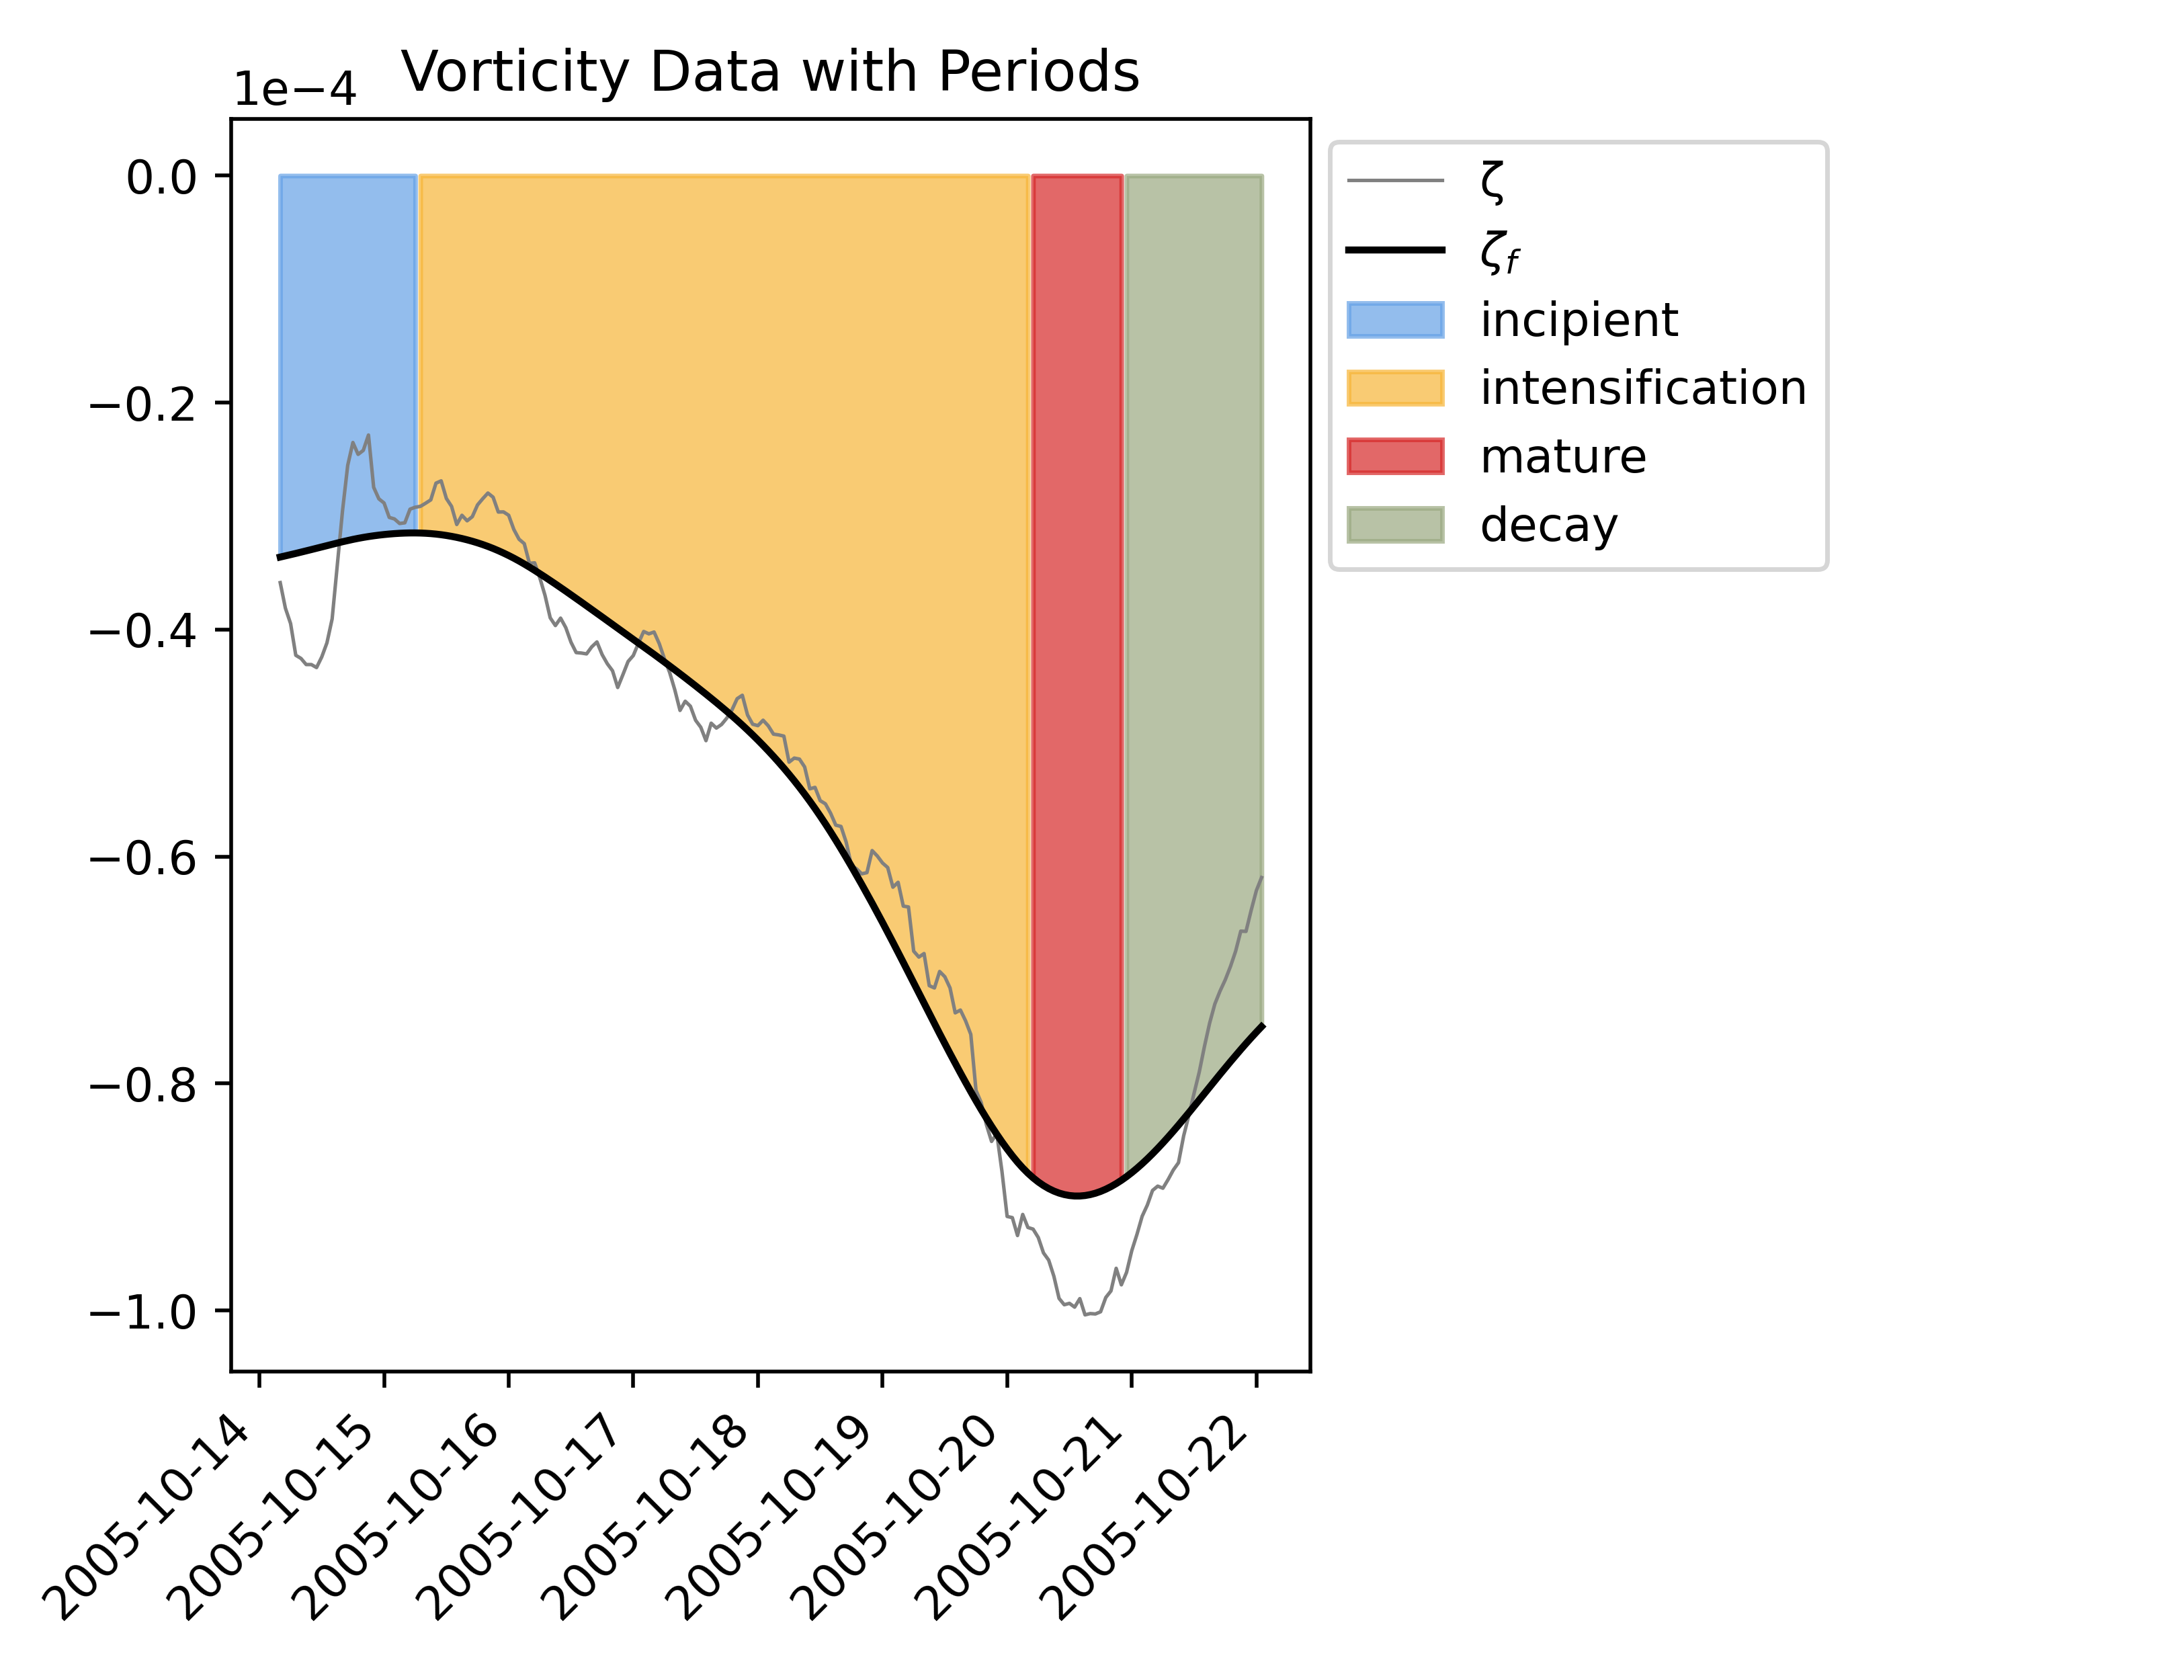 Vorticity Data with Periods
1e−4
0.0
−0.2
−0.4
−0.6
−0.8
−1.0
2005-10-14
2005-10-15
2005-10-16
2005-10-17
2005-10-18
2005-10-19
2005-10-20
2005-10-21
2005-10-22
ζ
ζf
incipient
intensification
mature
decay